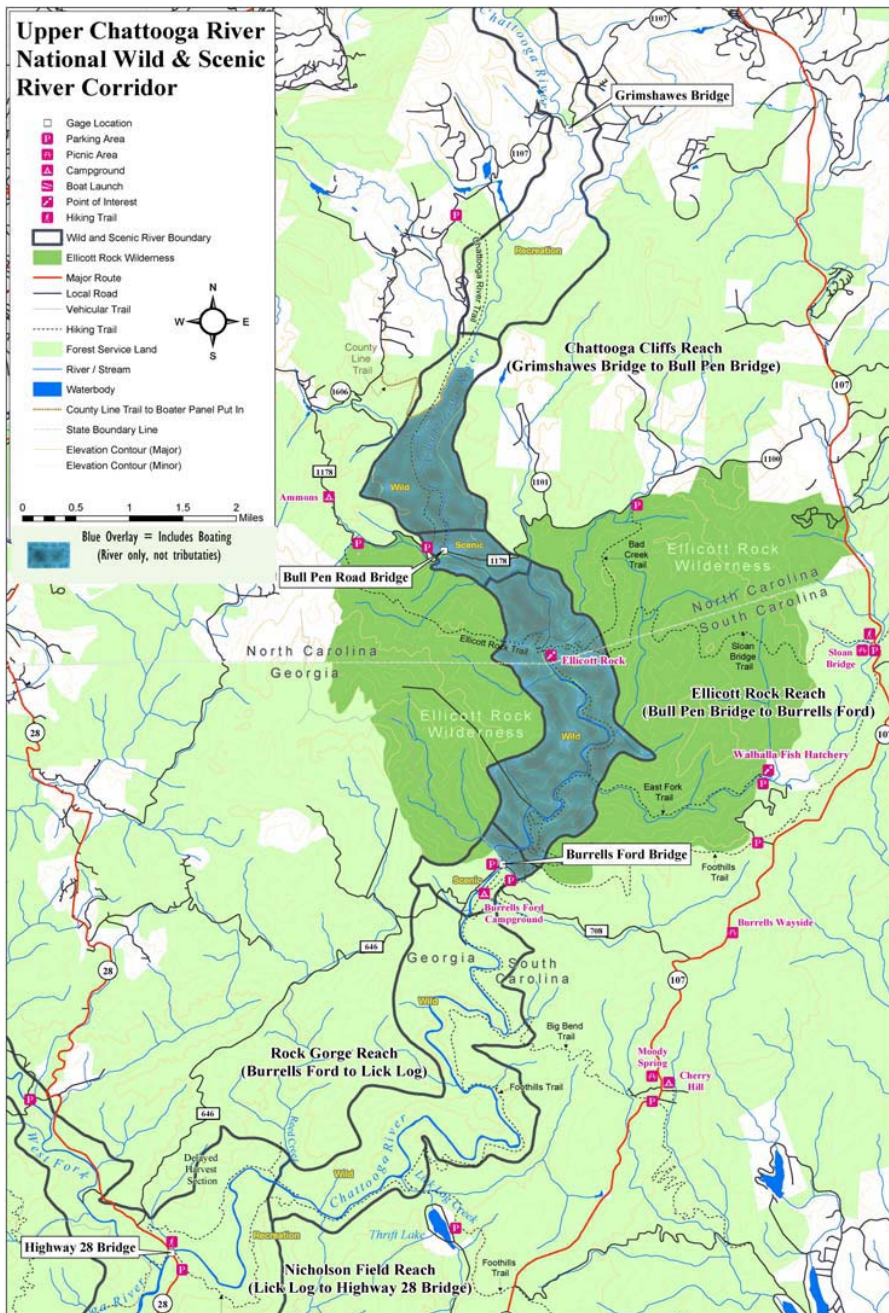 Upper Chattooga River
National Wild & Scenic
River Corridor
Gage Location
Parking Area
Picnic Area
Campground
Boat Launch
Point of Interest
Hiking Trail
Wild and Scenic River Boundary
Ellicott Rock Wilderness
Major Route
Local Road
Vehicular Trail
Hiking Trail
Forest Service Land
River / Stream
Waterbody
County Line Trail to Boater Panel Put In
State Boundary Line
Elevation Contour (Major)
Elevation Contour (Minor)
N
W
E
S
0 0.5 1 2
Miles
Blue Overlay = Includes Boating
(River only, not tributaties)
Chattooga River
1107
Grimshawes Bridge
1107
P
Recreation
Chattooga River Trail
Chattooga Cliffs Reach
(Grimshawes Bridge to Bull Pen Bridge)
County
Line
Trail
107
1606
1178
Ammons
Wild
1101
1100
P
P
P
Scenic
1178
Bull Pen Road Bridge
Bad
Creek
Trail
Ellicott Rock
Wilderness
North Carolina
South Carolina
Ellicott Rock Trail
Ellicott Rock
Sloan
Bridge
Trail
Sloan
Bridge
P
North Carolina
Georgia
Ellicott Rock Reach
(Bull Pen Bridge to Burrells Ford)
Ellicott Rock
Wilderness
28
107
Wild
Walhalla Fish Hatchery
P
East Fork
Trail
P
Foothills
Trail
P
Burrells Ford Bridge
Scenic
P
Burrells Ford
Campground
Burrells Wayside
708
646
Georgia
South
Carolina
28
107
Wild
Big Bend
Trail
Rock Gorge Reach
(Burrells Ford to Lick Log)
Moody
Spring
Cherry
Hill
P
Foothills Trail
P
646
Reed Creek
West Fork
Delayed
Harvest
Section
Wild
Chattooga River
Lick Log Creek
Recreation
Thrift Lake
P
Highway 28 Bridge
P
Nicholson Field Reach
(Lick Log to Highway 28 Bridge)
Foothills
Trail
28
107